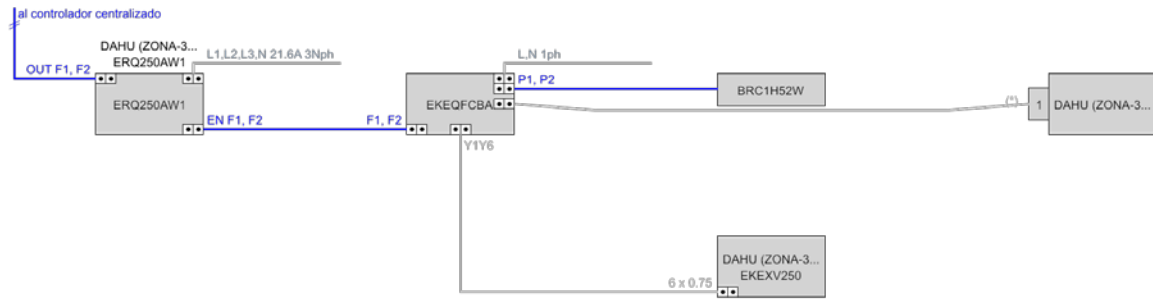 al controlador centralizado
DAHU (ZONA-3...
ERQ250AW1
L1,L2,L3,N 21.6A 3Nph
L,N 1ph
OUT F1, F2
P1, P2
ERQ250AW1
EKEQFCBA
BRC1H52W
(*)
1
DAHU (ZONA-3...
EN F1, F2
F1, F2
Y1Y6
DAHU (ZONA-3...
EKEXV250
6 x 0.75